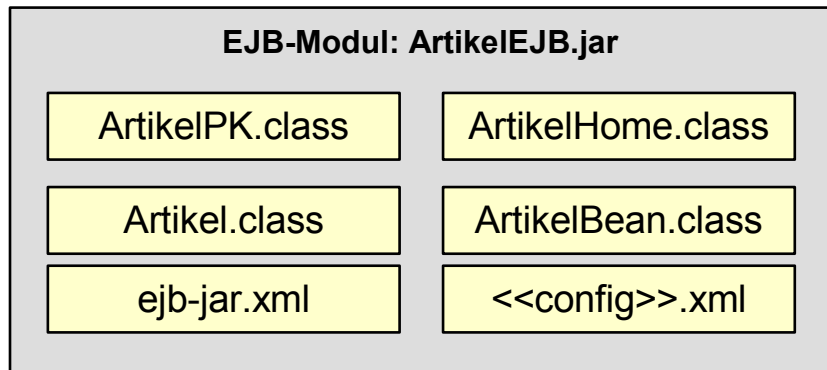 EJB-Modul: ArtikelEJB.jar
ArtikelPK.class
ArtikelHome.class
Artikel.class
ArtikelBean.class
ejb-jar.xml
<<config>>.xml